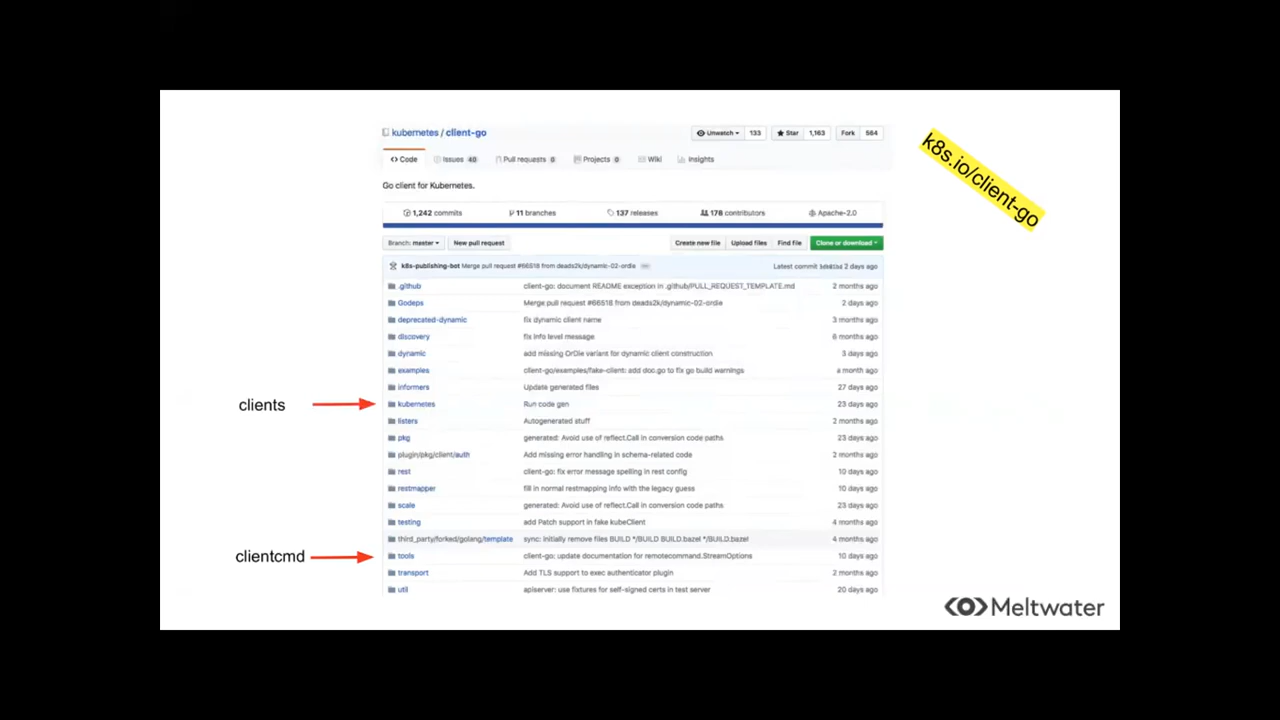 kubernetes / client-go
Unwatch 133 Star 1,163 Fork 564
k8s.io/client-go
Code Issues 40 Pull requests 0 Projects 0 Wiki Insights
Go client for Kubernetes.
1,242 commits 11 branches 137 releases 178 contributors Apache-2.0
Branch: master New pull request Create new file Upload files Find file Clone or download
k8s-publishing-bot Merge pull request #66518 from deads2k/dynamic-02-ordie Latest commit 2 days ago
.github client-go: document README exception in .github/PULL_REQUEST_TEMPLATE.md 2 months ago
Godeps Merge pull request #66518 from deads2k/dynamic-02-ordie 2 days ago
deprecated-dynamic fix dynamic client name 3 months ago
discovery fix info level message 6 months ago
dynamic add missing OrDie variant for dynamic client construction 3 days ago
examples client-go/examples/fake-client: add doc.go to fix go build warnings a month ago
informers Update generated files 27 days ago
clients kubernetes Run code gen 23 days ago
listers Autogenerated stuff 2 months ago
pkg generated: Avoid use of reflect.Call in conversion code paths 23 days ago
plugin/pkg/client/auth Add missing error handling in schema-related code 2 months ago
rest client-go: fix error message spelling in rest config 10 days ago
restmapper fill in normal restmapping info with the legacy guess 10 days ago
scale generated: Avoid use of reflect.Call in conversion code paths 23 days ago
testing add Patch support in fake kubeClient 4 months ago
third_party/forked/golang/template sync: initially remove files BUILD */BUILD BUILD.bazel */BUILD.bazel 4 months ago
clientcmd tools client-go: update documentation for remotecommand.StreamOptions 10 days ago
transport Add TLS support to exec authenticator plugin 2 months ago
util apiserver: use fixtures for self-signed certs in test server 20 days ago
Meltwater